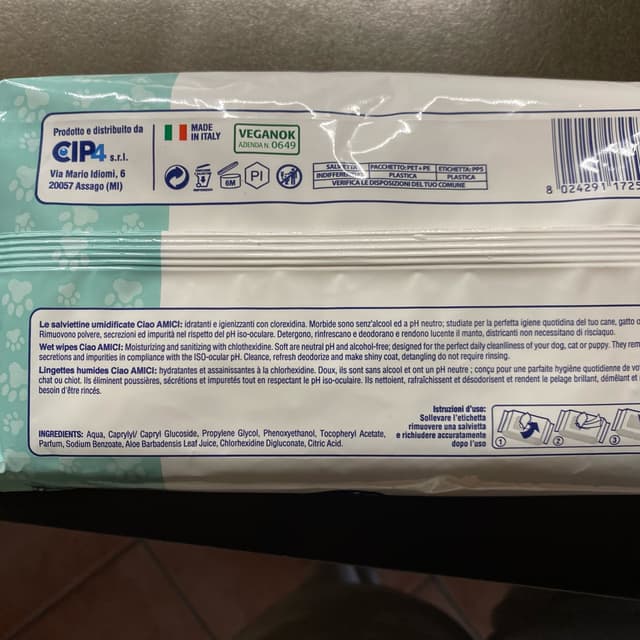 Prodotto e distribuito da
CIP4 s.r.l.
Via Mario Idiomi, 6
20057 Assago (MI)
MADE
IN ITALY
VEGANOK
AZIENDA N. 0649
6M
PI
SALVIETTA: PACCHETTO: PET+PE ETICHETTA: PPS
INDIFFEREN PLASTICA PLASTICA
VERIFICA LE DISPOSIZIONI DEL TUO COMUNE
8 024291 172
Le salviettine umidificate Ciao AMICI: idratanti e igienizzanti con clorexidina. Morbide sono senz'alcool ed a pH neutro; studiate per la perfetta igiene quotidina del tuo cane, gatto o
Rimuovono polvere, secrezioni ed impurità nel rispetto del pH iso-oculare. Detergono, rinfrescano e deodorano e rendono lucente il manto, districanti non necessitano di risciaquo.
Wet wipes Ciao AMICI: Moisturizing and sanitizing with chlothexidine. Soft are neutral pH and alcohol-free; designed for the perfect daily cleanliness of your dog, cat or puppy. They rem
secretions and impurities in compliance with the ISO-ocular pH. Cleance, refresh deodorize and make shiny coat, detangling do not require rinsing.
Lingettes humides Ciao AMICI: hydratantes et assainissantes à la chlorhexidine. Doux, ils sont sans alcool et ont un pH neutre ; conçu pour une parfaite hygiène quotidienne de vo
chat ou chiot. Ils éliminent poussières, sécrétions et impuretés tout en respectant le pH iso-oculaire. Ils nettoient, rafraîchissent et désodorisent et rendent le pelage brillant, démêlant et
besoin d'être rincés.
Istruzioni d'uso:
Sollevare l'etichetta
rimuovere una salvietta
e richiudere accuratamente
dopo l'uso
1 2 3
INGREDIENTS: Aqua, Caprylyl/ Capryl Glucoside, Propylene Glycol, Phenoxyethanol, Tocopheryl Acetate,
Parfum, Sodium Benzoate, Aloe Barbadensis Leaf Juice, Chlorhexidine Digluconate, Citric Acid.